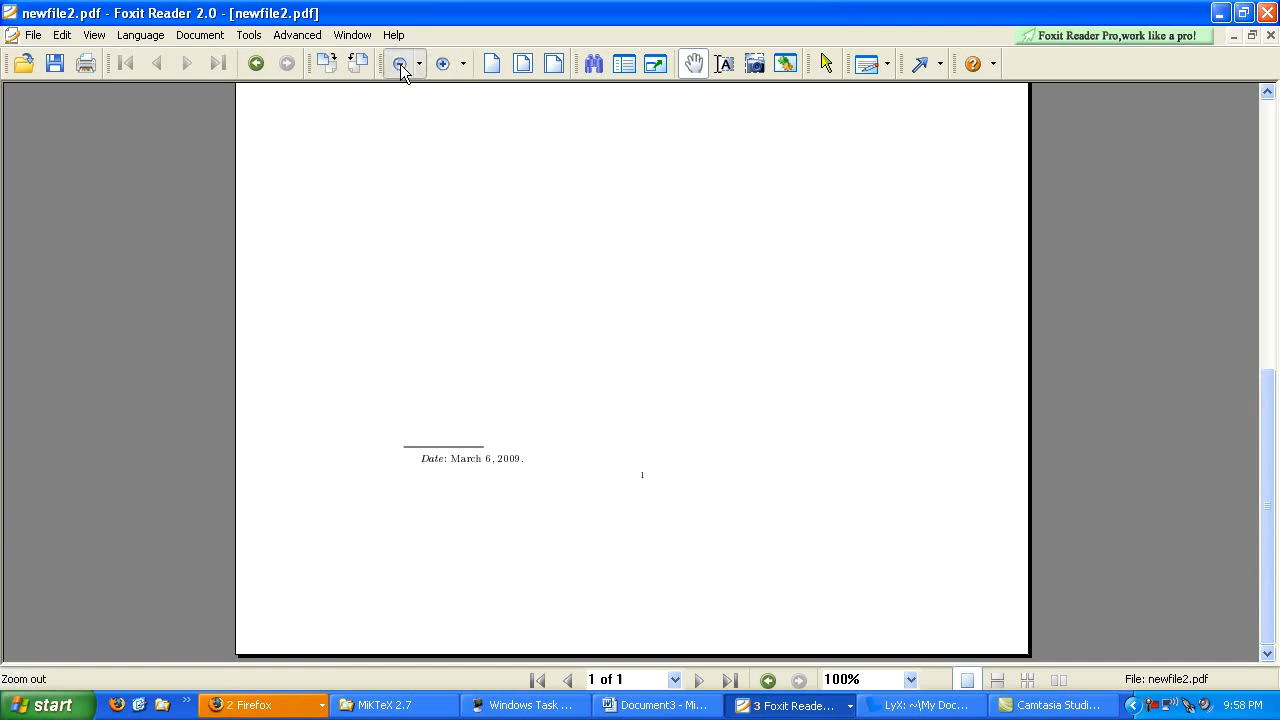 newfile2.pdf - Foxit Reader 2.0 - [newfile2.pdf]
File Edit View Language Document Tools Advanced Window Help
Foxit Reader Pro,work like a pro!
Date: March 6, 2009.
1
Zoom out
1 of 1
100%
File: newfile2.pdf
start
2 Firefox
MiKTeX 2.7
Windows Task ...
Document3 - Mi...
3 Foxit Reade...
LyX: ~\My Doc...
Camtasia Studi...
9:58 PM